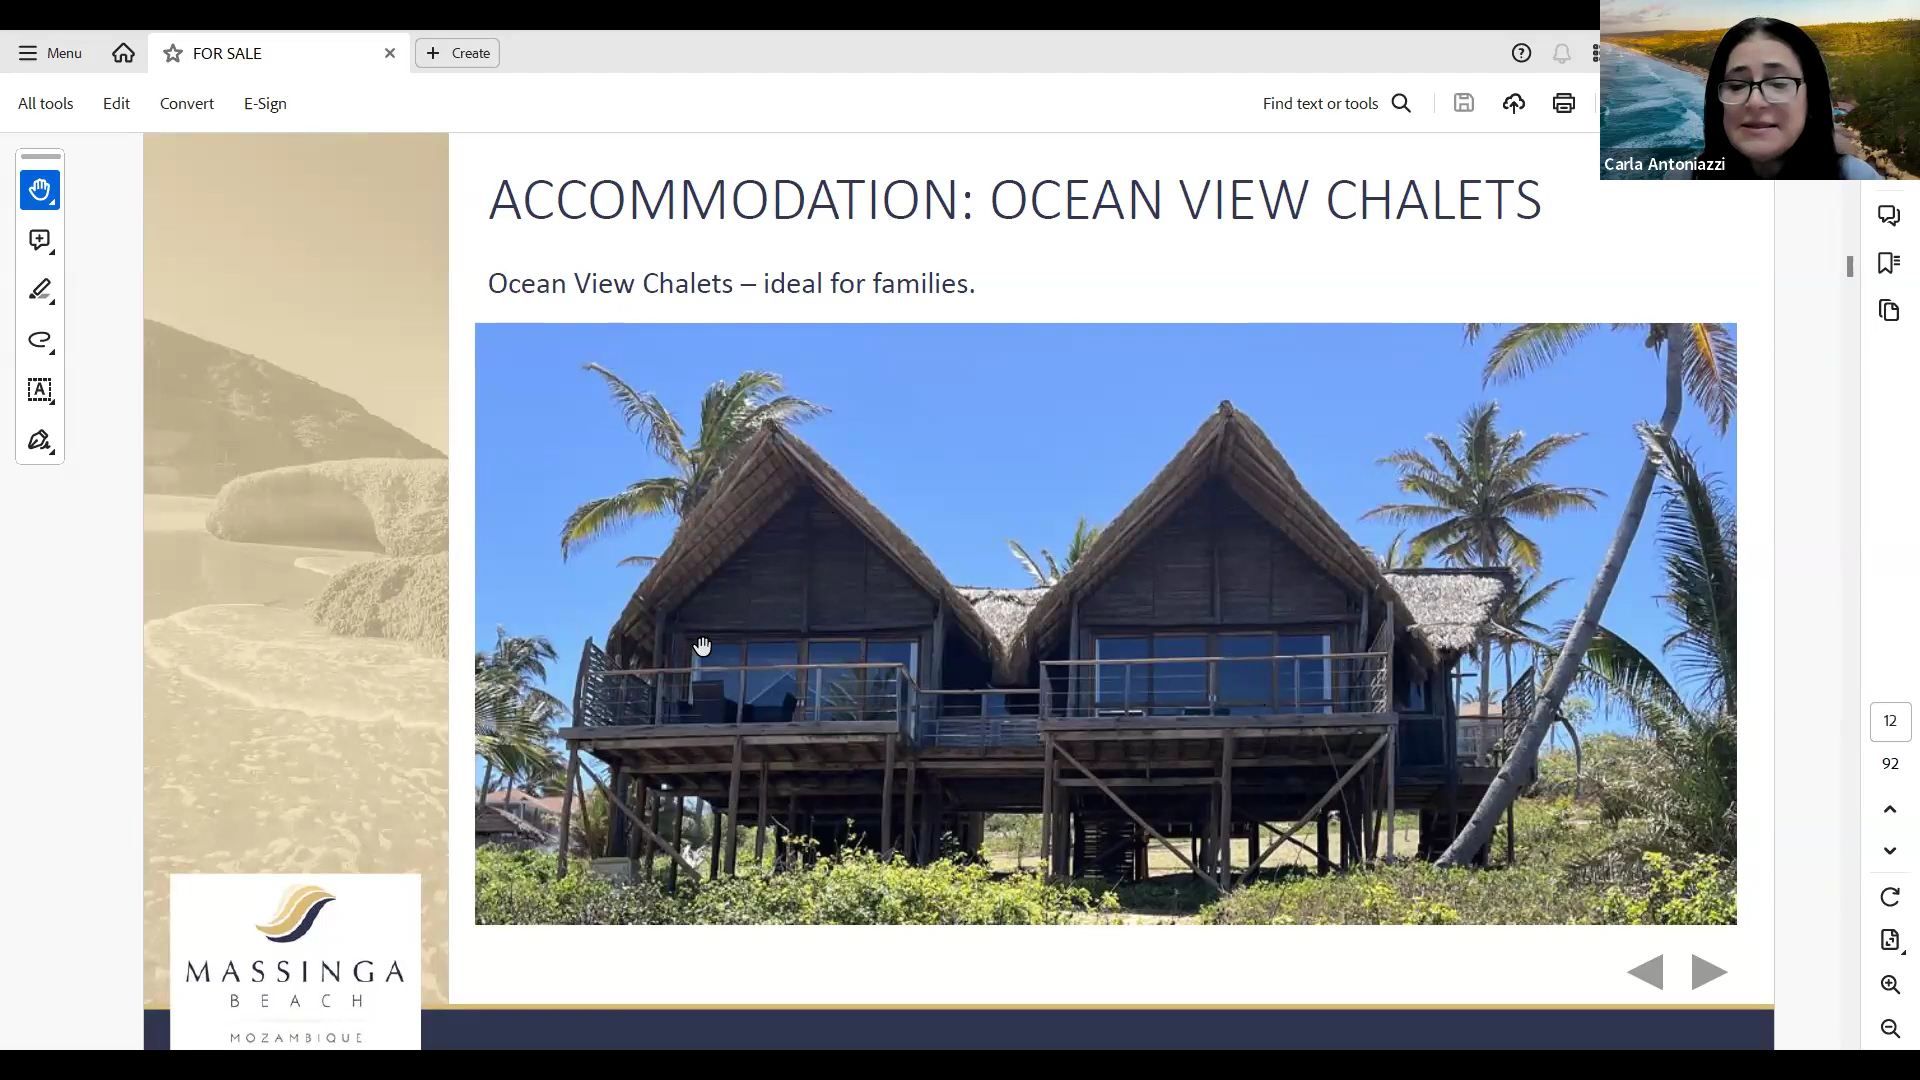 Menu
FOR SALE
Create
All tools
Edit
Convert
E-Sign
Find text or tools
Carla Antoniazzi
ACCOMMODATION: OCEAN VIEW CHALETS
Ocean View Chalets – ideal for families.
12
92
MASSINGA
BEACH
MOZAMBIQUE